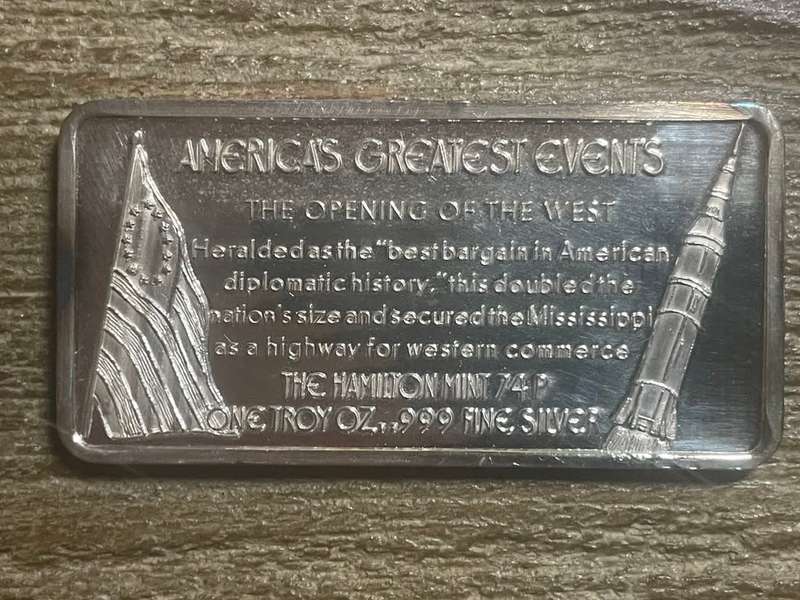 AMERICA'S GREATEST EVENTS
THE OPENING OF THE WEST
Heralded as the "best bargain in American
diplomatic history," this doubled the
nation's size and secured the Mississippi
as a highway for western commerce
THE HAMILTON MINT 74 P
ONE TROY OZ. .999 FINE SILVER